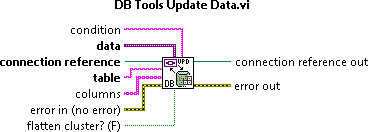 DB Tools Update Data.vi
condition
data
connection reference
table
columns
error in (no error)
flatten cluster? (F)
UPD
DB
connection reference out
error out